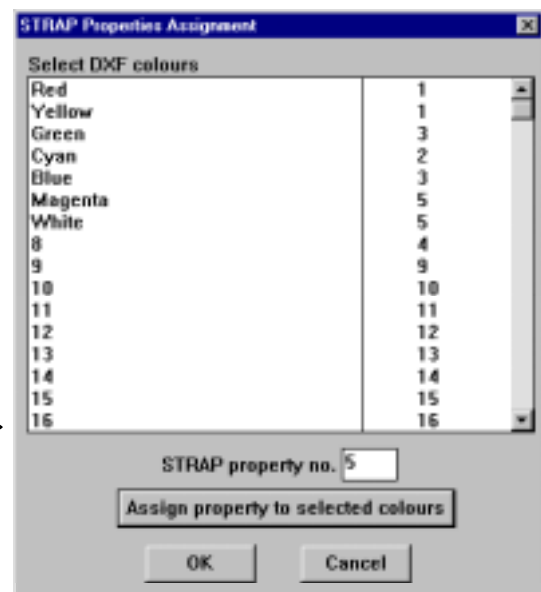 STRAP Properties Assignment
Select DXF colours
Red 1
Yellow 1
Green 3
Cyan 2
Blue 3
Magenta 5
White 5
8 4
9 9
10 10
11 11
12 12
13 13
14 14
15 15
16 16
STRAP property no. 5
Assign property to selected colours
OK Cancel